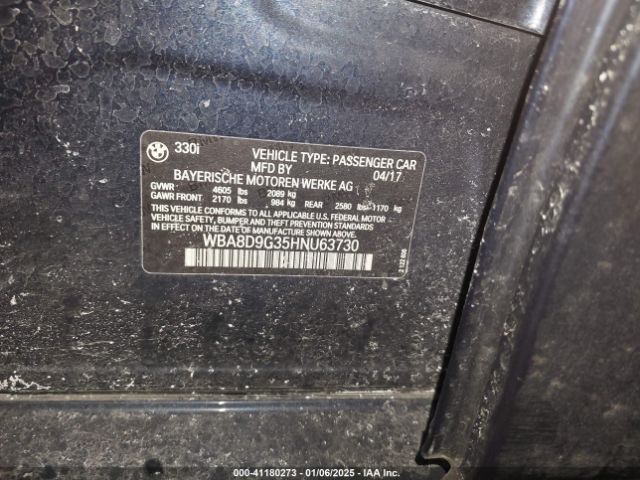 330i
VEHICLE TYPE: PASSENGER CAR
MFD BY 04/17
BAYERISCHE MOTOREN WERKE AG
GVWR 4605 lbs 2089 kg
GAWR FRONT 2170 lbs 984 kg REAR 2580 lbs 1170 kg
THIS VEHICLE CONFORMS TO ALL APPLICABLE U.S. FEDERAL MOTOR
VEHICLE SAFETY, BUMPER AND THEFT PREVENTION STANDARDS
IN EFFECT ON THE DATE OF MANUFACTURE SHOWN ABOVE.
WBA8D9G35HNU63730
000-41180273 - 01/06/2025 - IAA Inc.